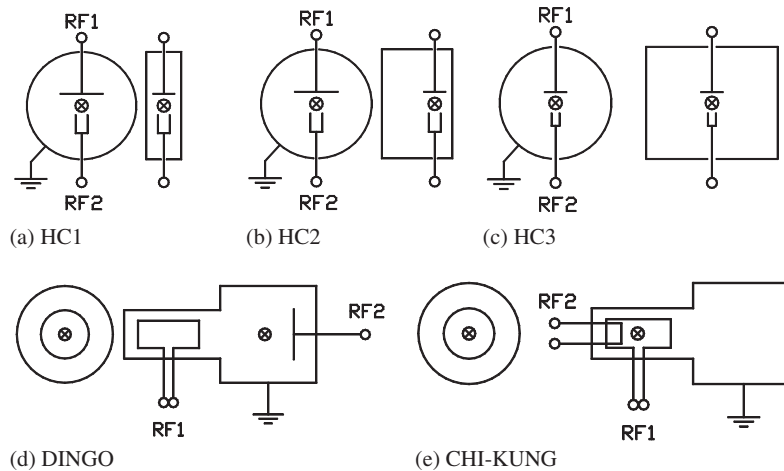 RF1
RF1
RF1
RF2
RF2
RF2
(a) HC1
(b) HC2
(c) HC3
RF2
RF2
RF1
RF1
(d) DINGO
(e) CHI-KUNG